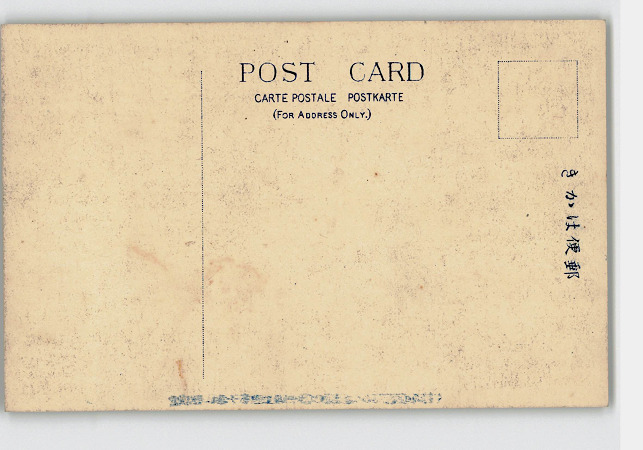 POST CARD
CARTE POSTALE POSTKARTE
(FOR ADDRESS ONLY.)
きかは便郵